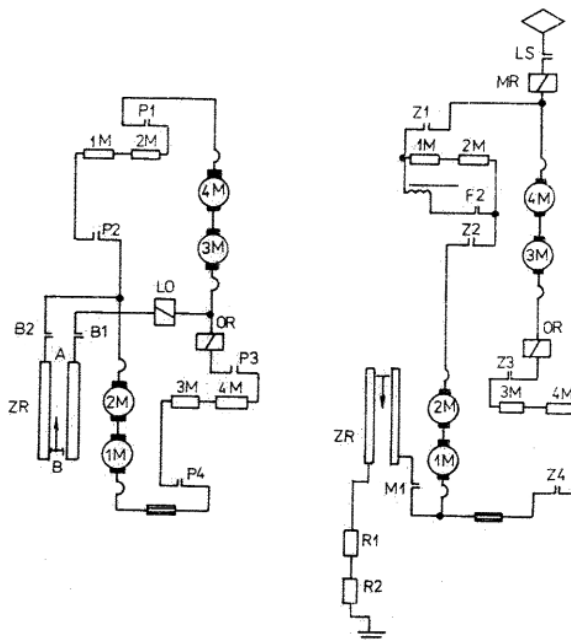 P1
1M 2M
4M
P2
3M
LO
OR
B2 A B1
P3
3M 4M
ZR
2M
B
1M
P4
LS
MR
Z1
1M 2M
4M
F2
Z2
3M
OR
Z3
3M 4M
ZR
2M
1M
M1
Z4
R1
R2